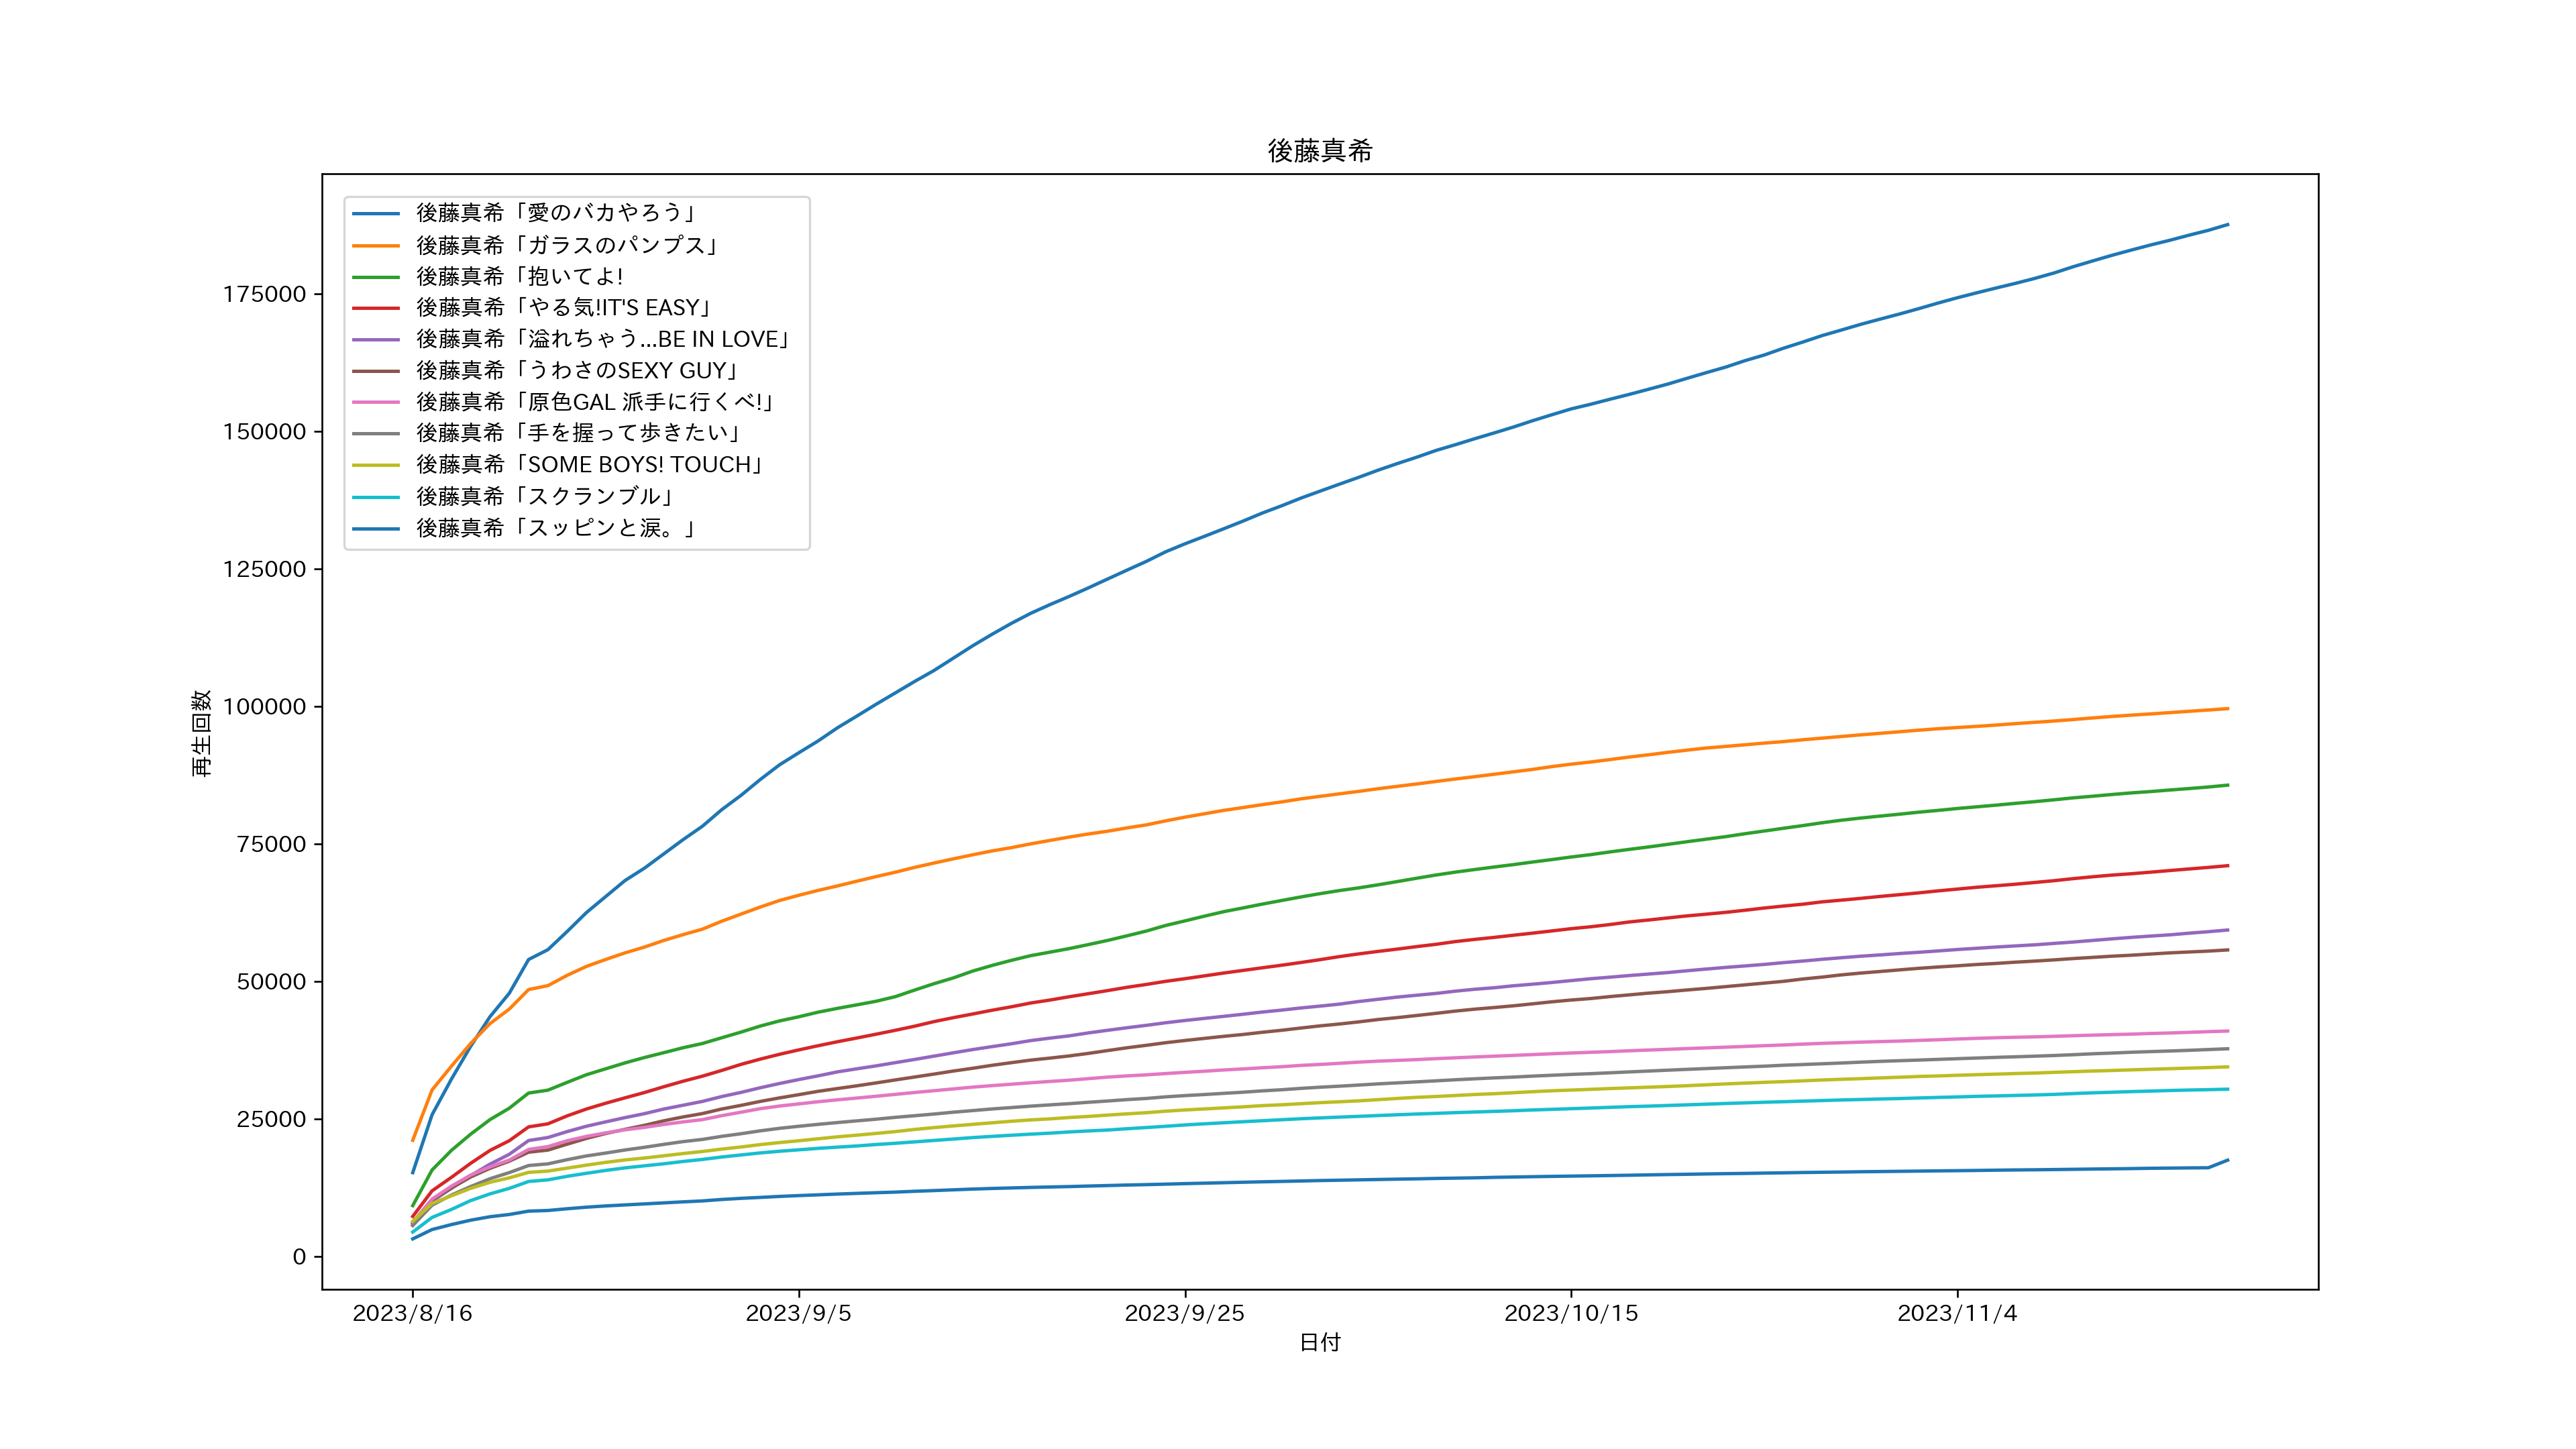 後藤真希
後藤真希「愛のバカやろう」
後藤真希「ガラスのパンプス」
後藤真希「抱いてよ!
後藤真希「やる気!IT'S EASY」
後藤真希「溢れちゃう...BE IN LOVE」
後藤真希「うわさのSEXY GUY」
後藤真希「原色GAL 派手に行くべ!」
後藤真希「手を握って歩きたい」
後藤真希「SOME BOYS! TOUCH」
後藤真希「スクランブル」
後藤真希「スッピンと涙。」
再生回数
175000
150000
125000
100000
75000
50000
25000
0
2023/8/16
2023/9/5
2023/9/25
2023/10/15
2023/11/4
日付